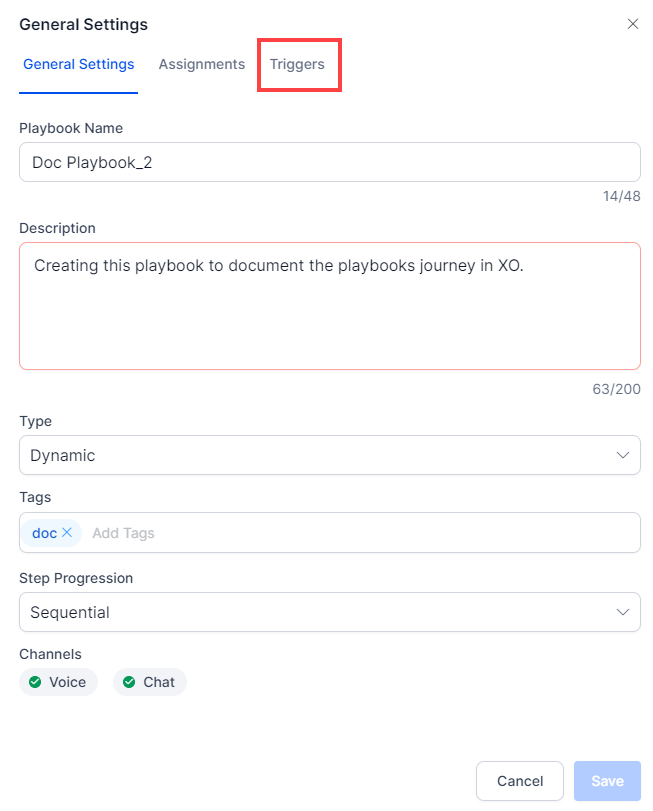 General Settings
General Settings Assignments Triggers
Playbook Name
Doc Playbook_2
14/48
Description
Creating this playbook to document the playbooks journey in XO.
63/200
Type
Dynamic
Tags
doc Add Tags
Step Progression
Sequential
Channels
Voice Chat
Cancel Save